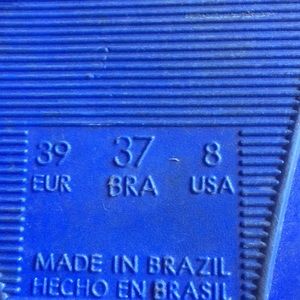 39 37 8
EUR BRA USA
MADE IN BRAZIL
HECHO EN BRASIL